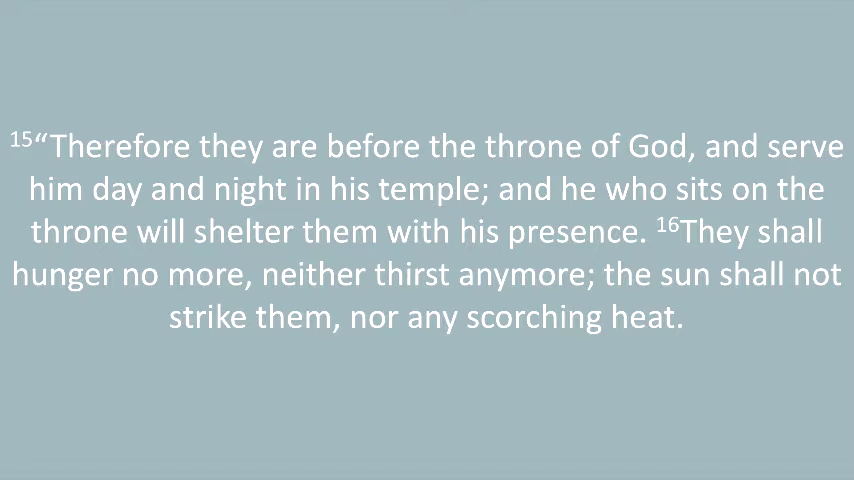 ¹⁵“Therefore they are before the throne of God, and serve
him day and night in his temple; and he who sits on the
throne will shelter them with his presence. ¹⁶They shall
hunger no more, neither thirst anymore; the sun shall not
strike them, nor any scorching heat.